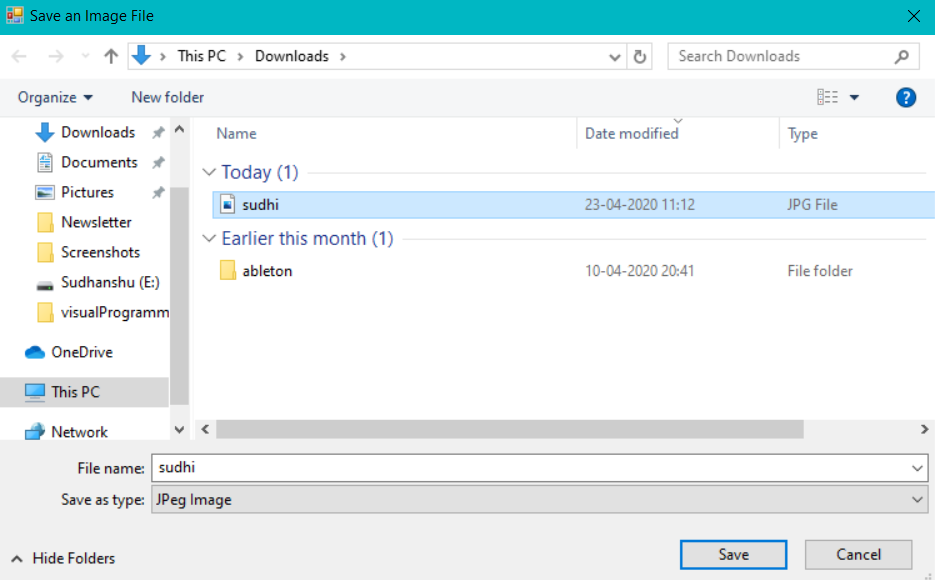 Save an Image File
This PC > Downloads >
Search Downloads
Organize
New folder
?
Downloads
Documents
Pictures
Newsletter
Screenshots
Sudhanshu (E:)
visualProgramm
OneDrive
This PC
Network
Name Date modified Type
Today (1)
sudhi 23-04-2020 11:12 JPG File
Earlier this month (1)
ableton 10-04-2020 20:41 File folder
File name: sudhi
Save as type: JPeg Image
Hide Folders
Save
Cancel